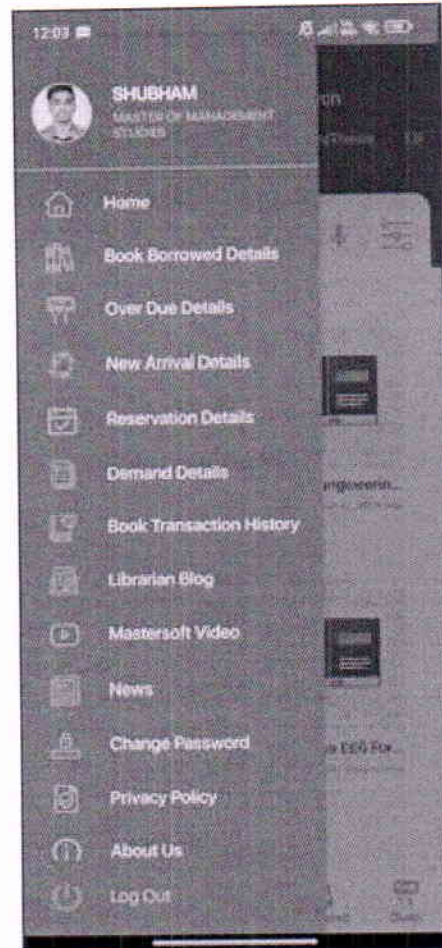 12:03
SHUBHAM
MASTER OF MANAGEMENT
STUDIES
Home
Book Borrowed Details
Over Due Details
New Arrival Details
Reservation Details
Demand Details
Book Transaction History
Librarian Blog
Mastersoft Video
News
Change Password
Privacy Policy
About Us
Log Out